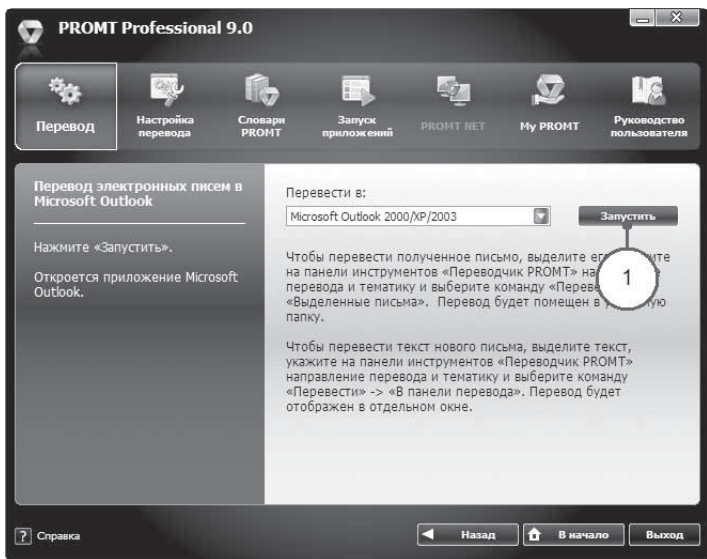 PROMT Professional 9.0
Перевод
Настройка
перевода
Словари
PROMT
Запуск
приложений
PROMT NET
My PROMT
Руководство
пользователя
Перевод электронных писем в
Microsoft Outlook
Нажмите «Запустить».
Откроется приложение Microsoft
Outlook.
Перевести в:
Microsoft Outlook 2000/XP/2003
Запустить
1
Чтобы перевести полученное письмо, выделите
на панели инструментов «Переводчик PROMT»
перевода и тематику и выберите команду
«Выделенные письма». Перевод будет помещен в
папку.
Чтобы перевести текст нового письма, выделите текст,
укажите на панели инструментов «Переводчик PROMT»
направление перевода и тематику и выберите команду
«Перевести» -> «В панели перевода». Перевод будет
отображен в отдельном окне.
? Справка
Назад
В начало
Выход